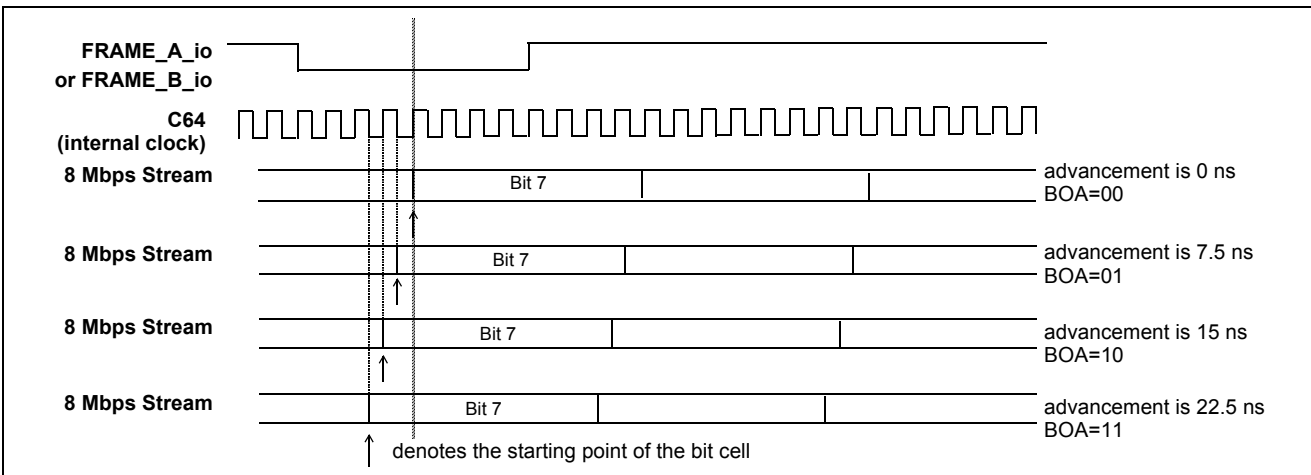 FRAME_A_io
or FRAME_B_io
C64
(internal clock)
8 Mbps Stream
Bit 7
advancement is 0 ns
BOA=00
8 Mbps Stream
Bit 7
advancement is 7.5 ns
BOA=01
8 Mbps Stream
Bit 7
advancement is 15 ns
BOA=10
8 Mbps Stream
Bit 7
advancement is 22.5 ns
BOA=11
denotes the starting point of the bit cell